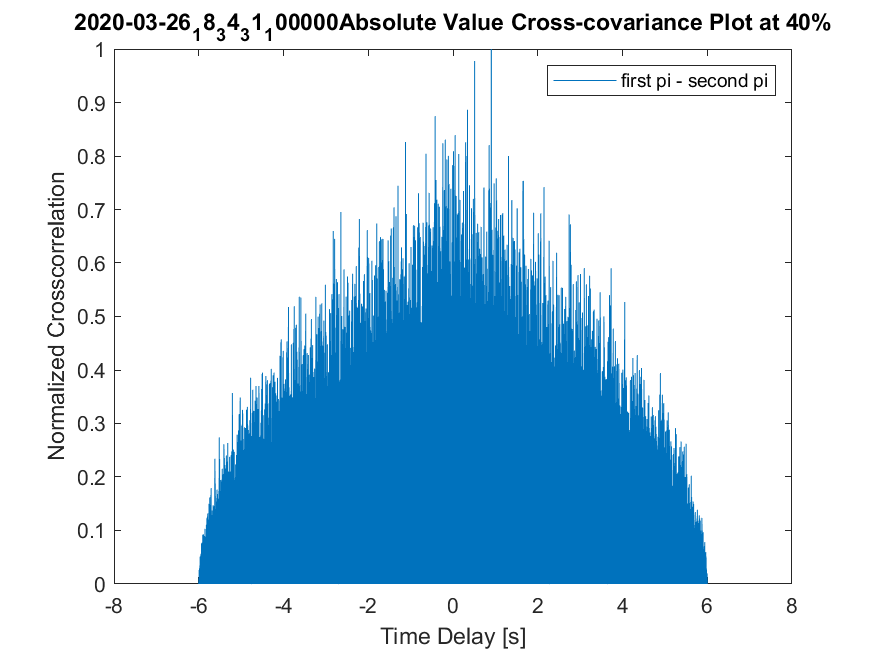 2020-03-26₁8₃4₃1₁00000Absolute Value Cross-covariance Plot at 40%
first pi - second pi
Normalized Crosscorrelation
1
0.9
0.8
0.7
0.6
0.5
0.4
0.3
0.2
0.1
0
-8 -6 -4 -2 0 2 4 6 8
Time Delay [s]